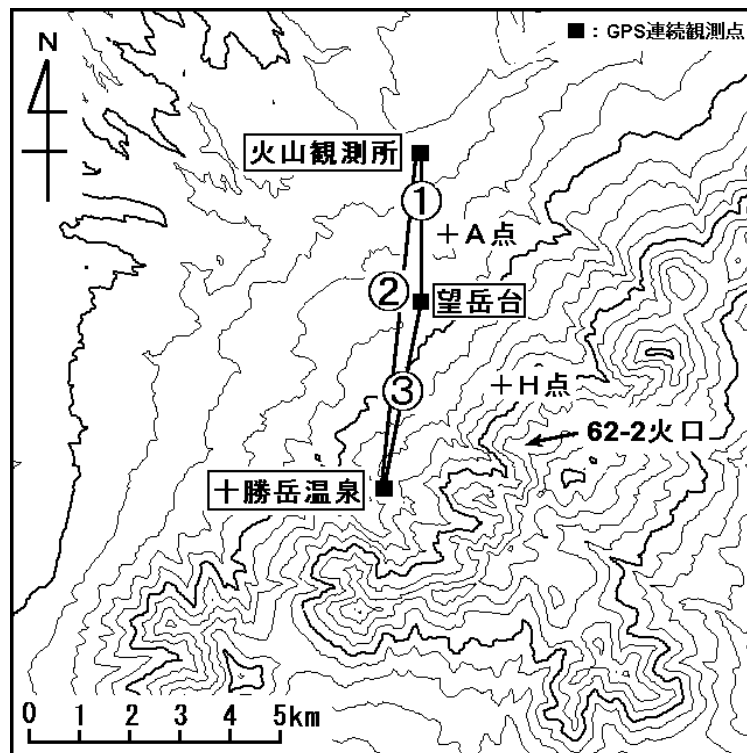 N
■：GPS連続観測点
火山観測所
①
＋A点
②
望岳台
③
＋H点
62-2火口
十勝岳温泉
0 1 2 3 4 5km